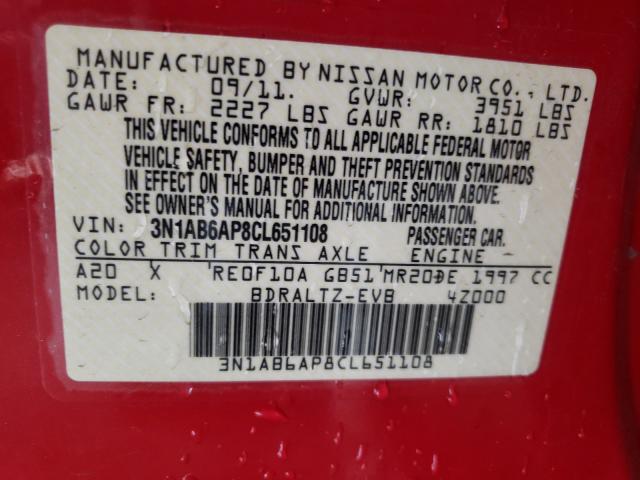 MANUFACTURED BY NISSAN MOTOR CO., LTD.
DATE: 09/11. GVWR: 3951 LBS
GAWR FR: 2227 LBS GAWR RR: 1810 LBS
THIS VEHICLE CONFORMS TO ALL APPLICABLE FEDERAL MOTOR
VEHICLE SAFETY, BUMPER AND THEFT PREVENTION STANDARDS
IN EFFECT ON THE DATE OF MANUFACTURE SHOWN ABOVE.
SEE OWNER'S MANUAL FOR ADDITIONAL INFORMATION
VIN: 3N1AB6AP8CL651108 PASSENGER CAR.
COLOR TRIM TRANS AXLE ENGINE
A20 X 'RE0F10A GB51'MR20DE 1997 CC
MODEL: BDRALTZ-EVB 4Z000
3N1AB6AP8CL651108